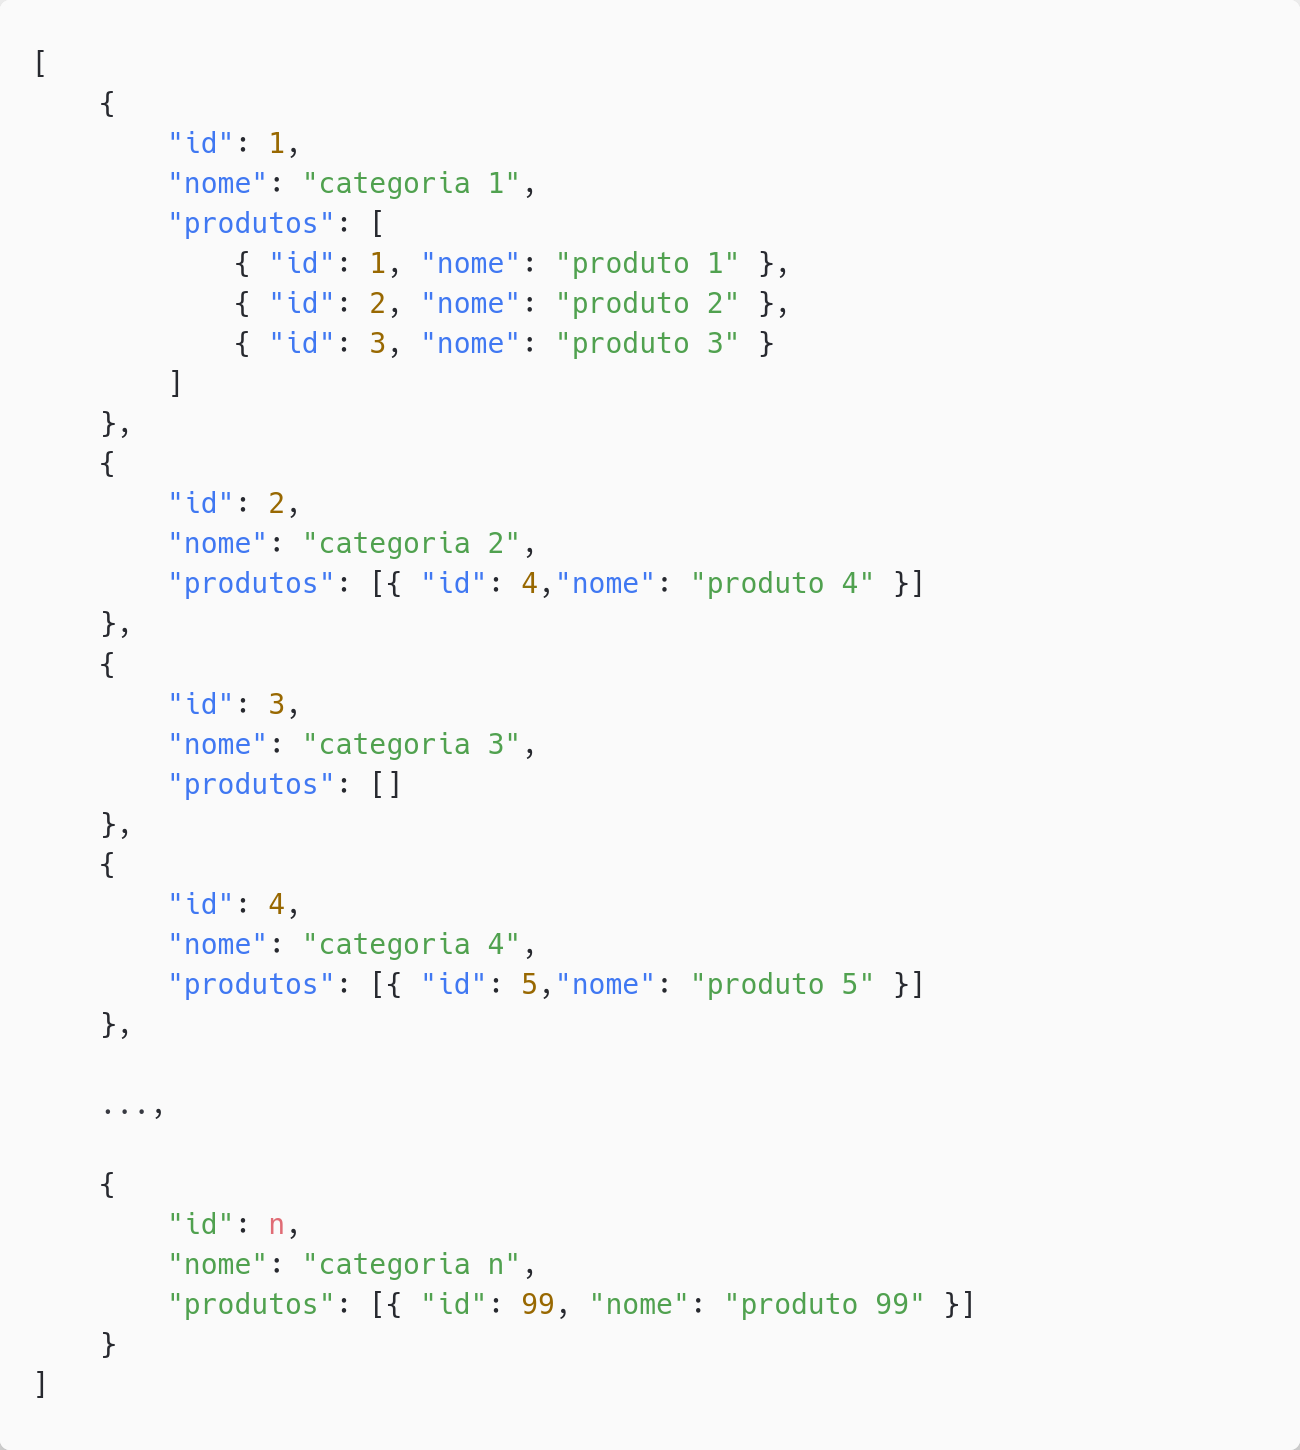 [
    {
        "id": 1,
        "nome": "categoria 1",
        "produtos": [
            { "id": 1, "nome": "produto 1" },
            { "id": 2, "nome": "produto 2" },
            { "id": 3, "nome": "produto 3" }
        ]
    },
    {
        "id": 2,
        "nome": "categoria 2",
        "produtos": [{ "id": 4,"nome": "produto 4" }]
    },
    {
        "id": 3,
        "nome": "categoria 3",
        "produtos": []
    },
    {
        "id": 4,
        "nome": "categoria 4",
        "produtos": [{ "id": 5,"nome": "produto 5" }]
    },

    ...,

    {
        "id": n,
        "nome": "categoria n",
        "produtos": [{ "id": 99, "nome": "produto 99" }]
    }
]